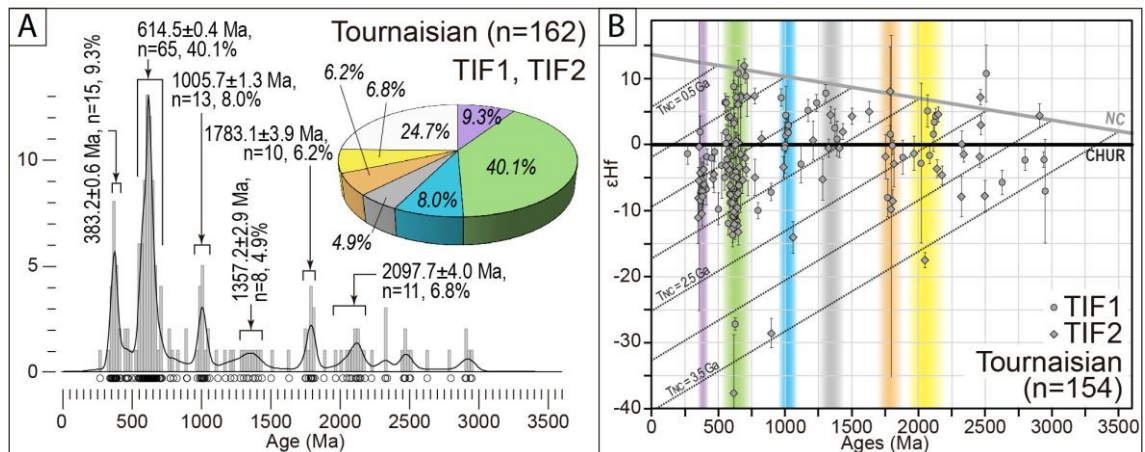 A
614.5±0.4 Ma,
n=65, 40.1%
1005.7±1.3 Ma,
n=13, 8.0%
1783.1±3.9 Ma,
n=10, 6.2%
383.2±0.6 Ma, n=15, 9.3%
1357.2±2.9 Ma,
n=8, 4.9%
2097.7±4.0 Ma,
n=11, 6.8%
Tournaisian (n=162)
TIF1, TIF2
6.2%
6.8%
24.7%
9.3%
40.1%
8.0%
4.9%
10
5
0
0 500 1000 1500 2000 2500 3000 3500
Age (Ma)
B
εHf
10
0
-10
-20
-30
-40
TNC = 0.5 Ga
TNC = 2.5 Ga
TNC = 3.5 Ga
NC
CHUR
TIF1
TIF2
Tournaisian
(n=154)
0 500 1000 1500 2000 2500 3000 3500
Ages (Ma)